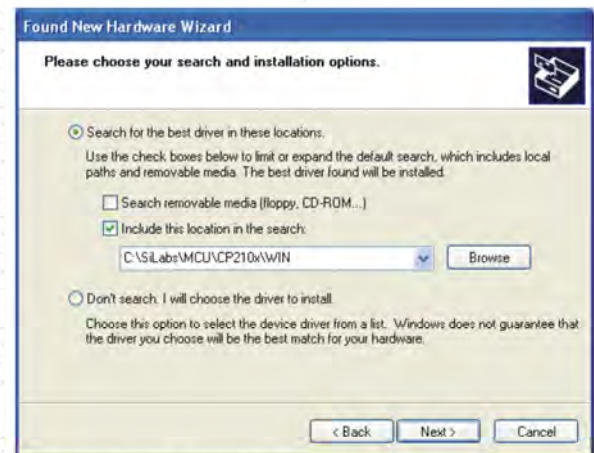 Found New Hardware Wizard
Please choose your search and installation options.
Search for the best driver in these locations.
Use the check boxes below to limit or expand the default search, which includes local
paths and removable media. The best driver found will be installed.
Search removable media (floppy, CD-ROM...)
Include this location in the search:
C:\SiLabs\MCU\CP210x\WIN
Browse
Don't search. I will choose the driver to install.
Choose this option to select the device driver from a list. Windows does not guarantee that
the driver you choose will be the best match for your hardware.
< Back Next > Cancel